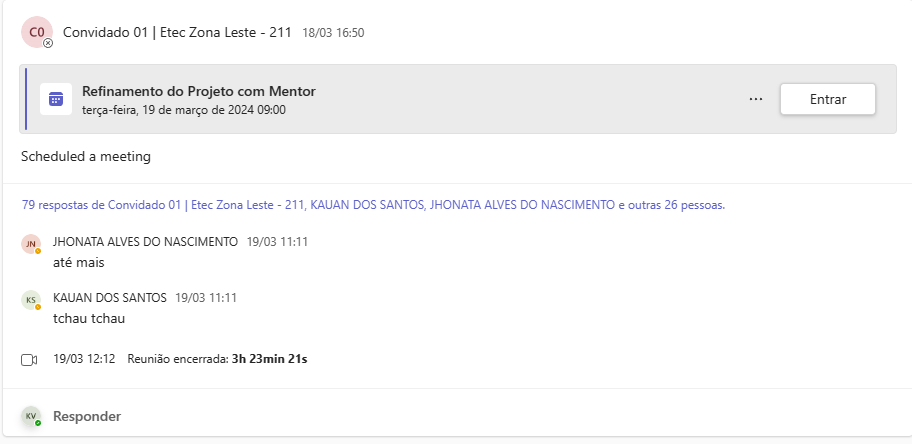 C0 Convidado 01 | Etec Zona Leste - 211 18/03 16:50
Refinamento do Projeto com Mentor
terça-feira, 19 de março de 2024 09:00
... Entrar
Scheduled a meeting
79 respostas de Convidado 01 | Etec Zona Leste - 211, KAUAN DOS SANTOS, JHONATA ALVES DO NASCIMENTO e outras 26 pessoas.
JN JHONATA ALVES DO NASCIMENTO 19/03 11:11
até mais
KS KAUAN DOS SANTOS 19/03 11:11
tchau tchau
19/03 12:12 Reunião encerrada: 3h 23min 21s
KV Responder